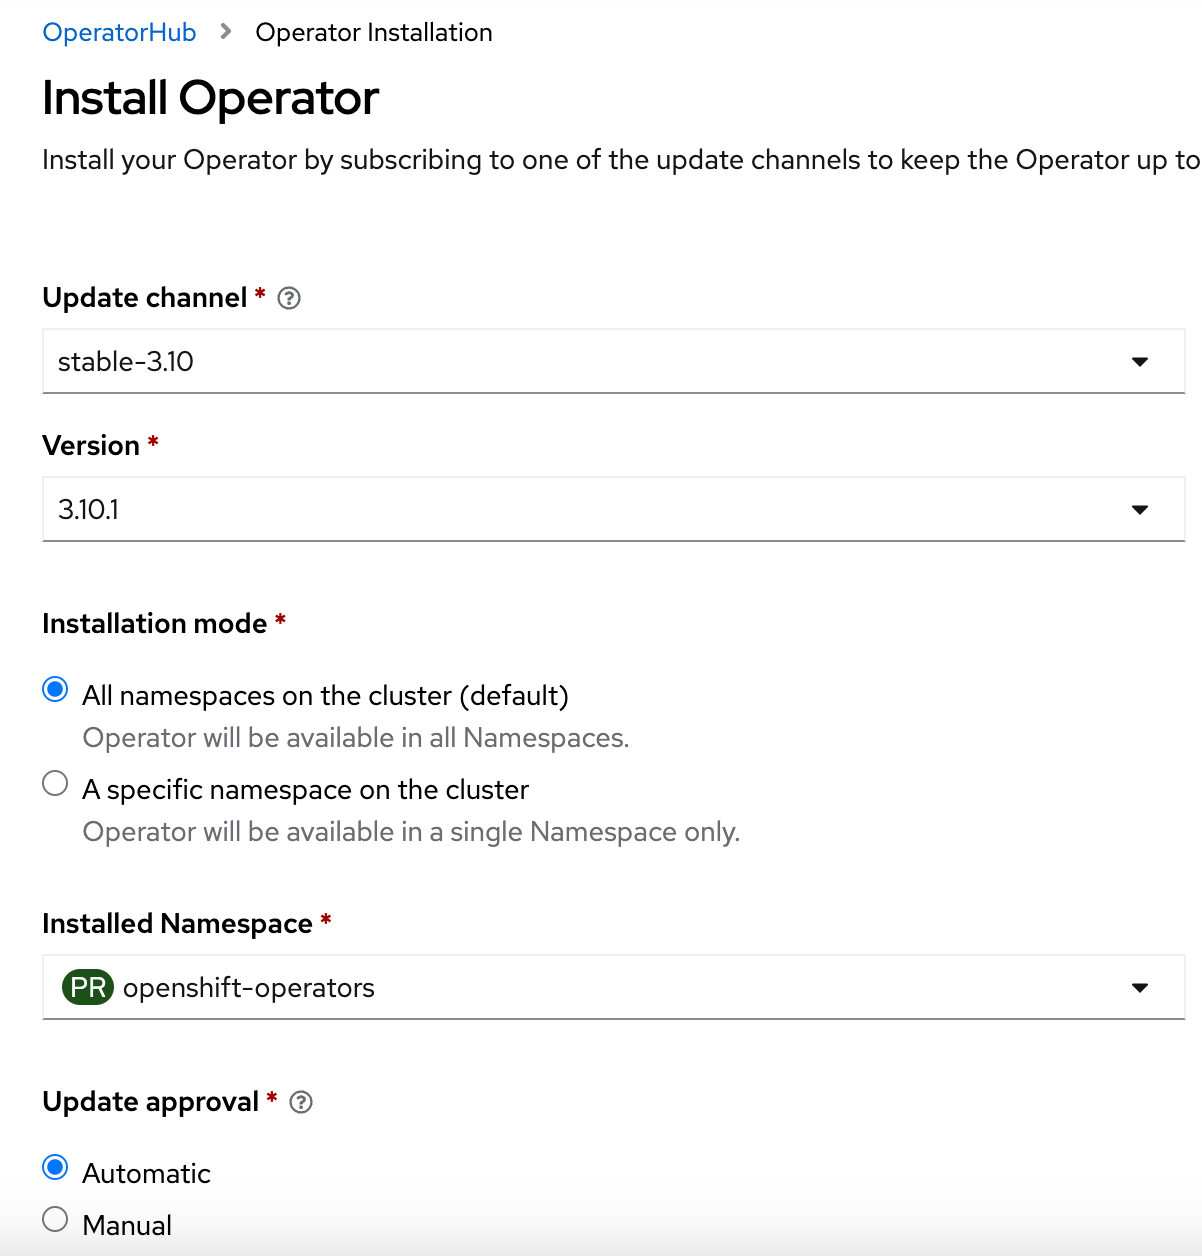 OperatorHub > Operator Installation
Install Operator
Install your Operator by subscribing to one of the update channels to keep the Operator up to
Update channel * ?
stable-3.10
Version *
3.10.1
Installation mode *
All namespaces on the cluster (default)
Operator will be available in all Namespaces.
A specific namespace on the cluster
Operator will be available in a single Namespace only.
Installed Namespace *
PR openshift-operators
Update approval * ?
Automatic
Manual